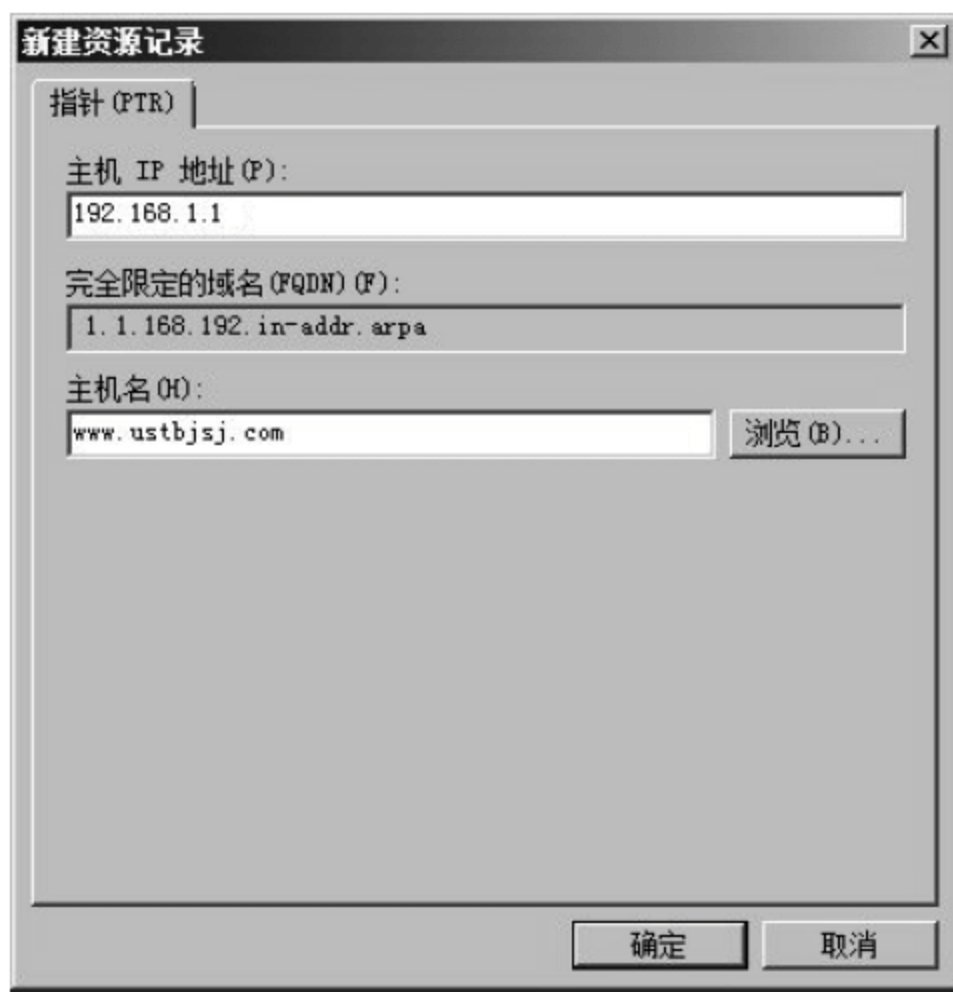 新建资源记录
指针(PTR)
主机 IP 地址(P):
192.168.1.1
完全限定的域名(FQDN)(F):
1.1.168.192.in-addr.arpa
主机名(H):
www.ustbjsj.com
浏览(B)...
确定
取消